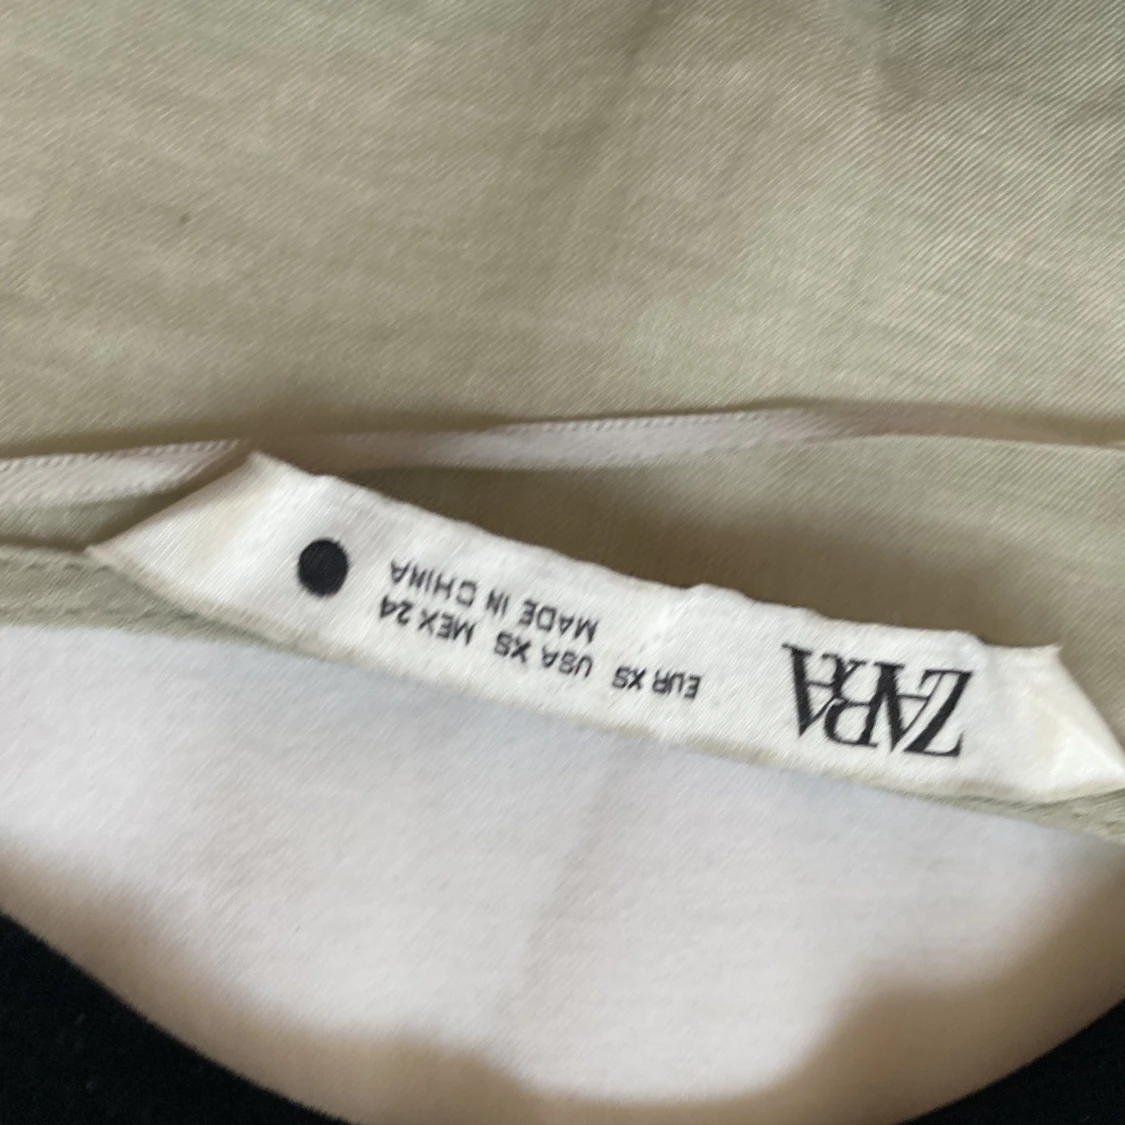 ZARA
EUR XS USA XS MEX 24
MADE IN CHINA